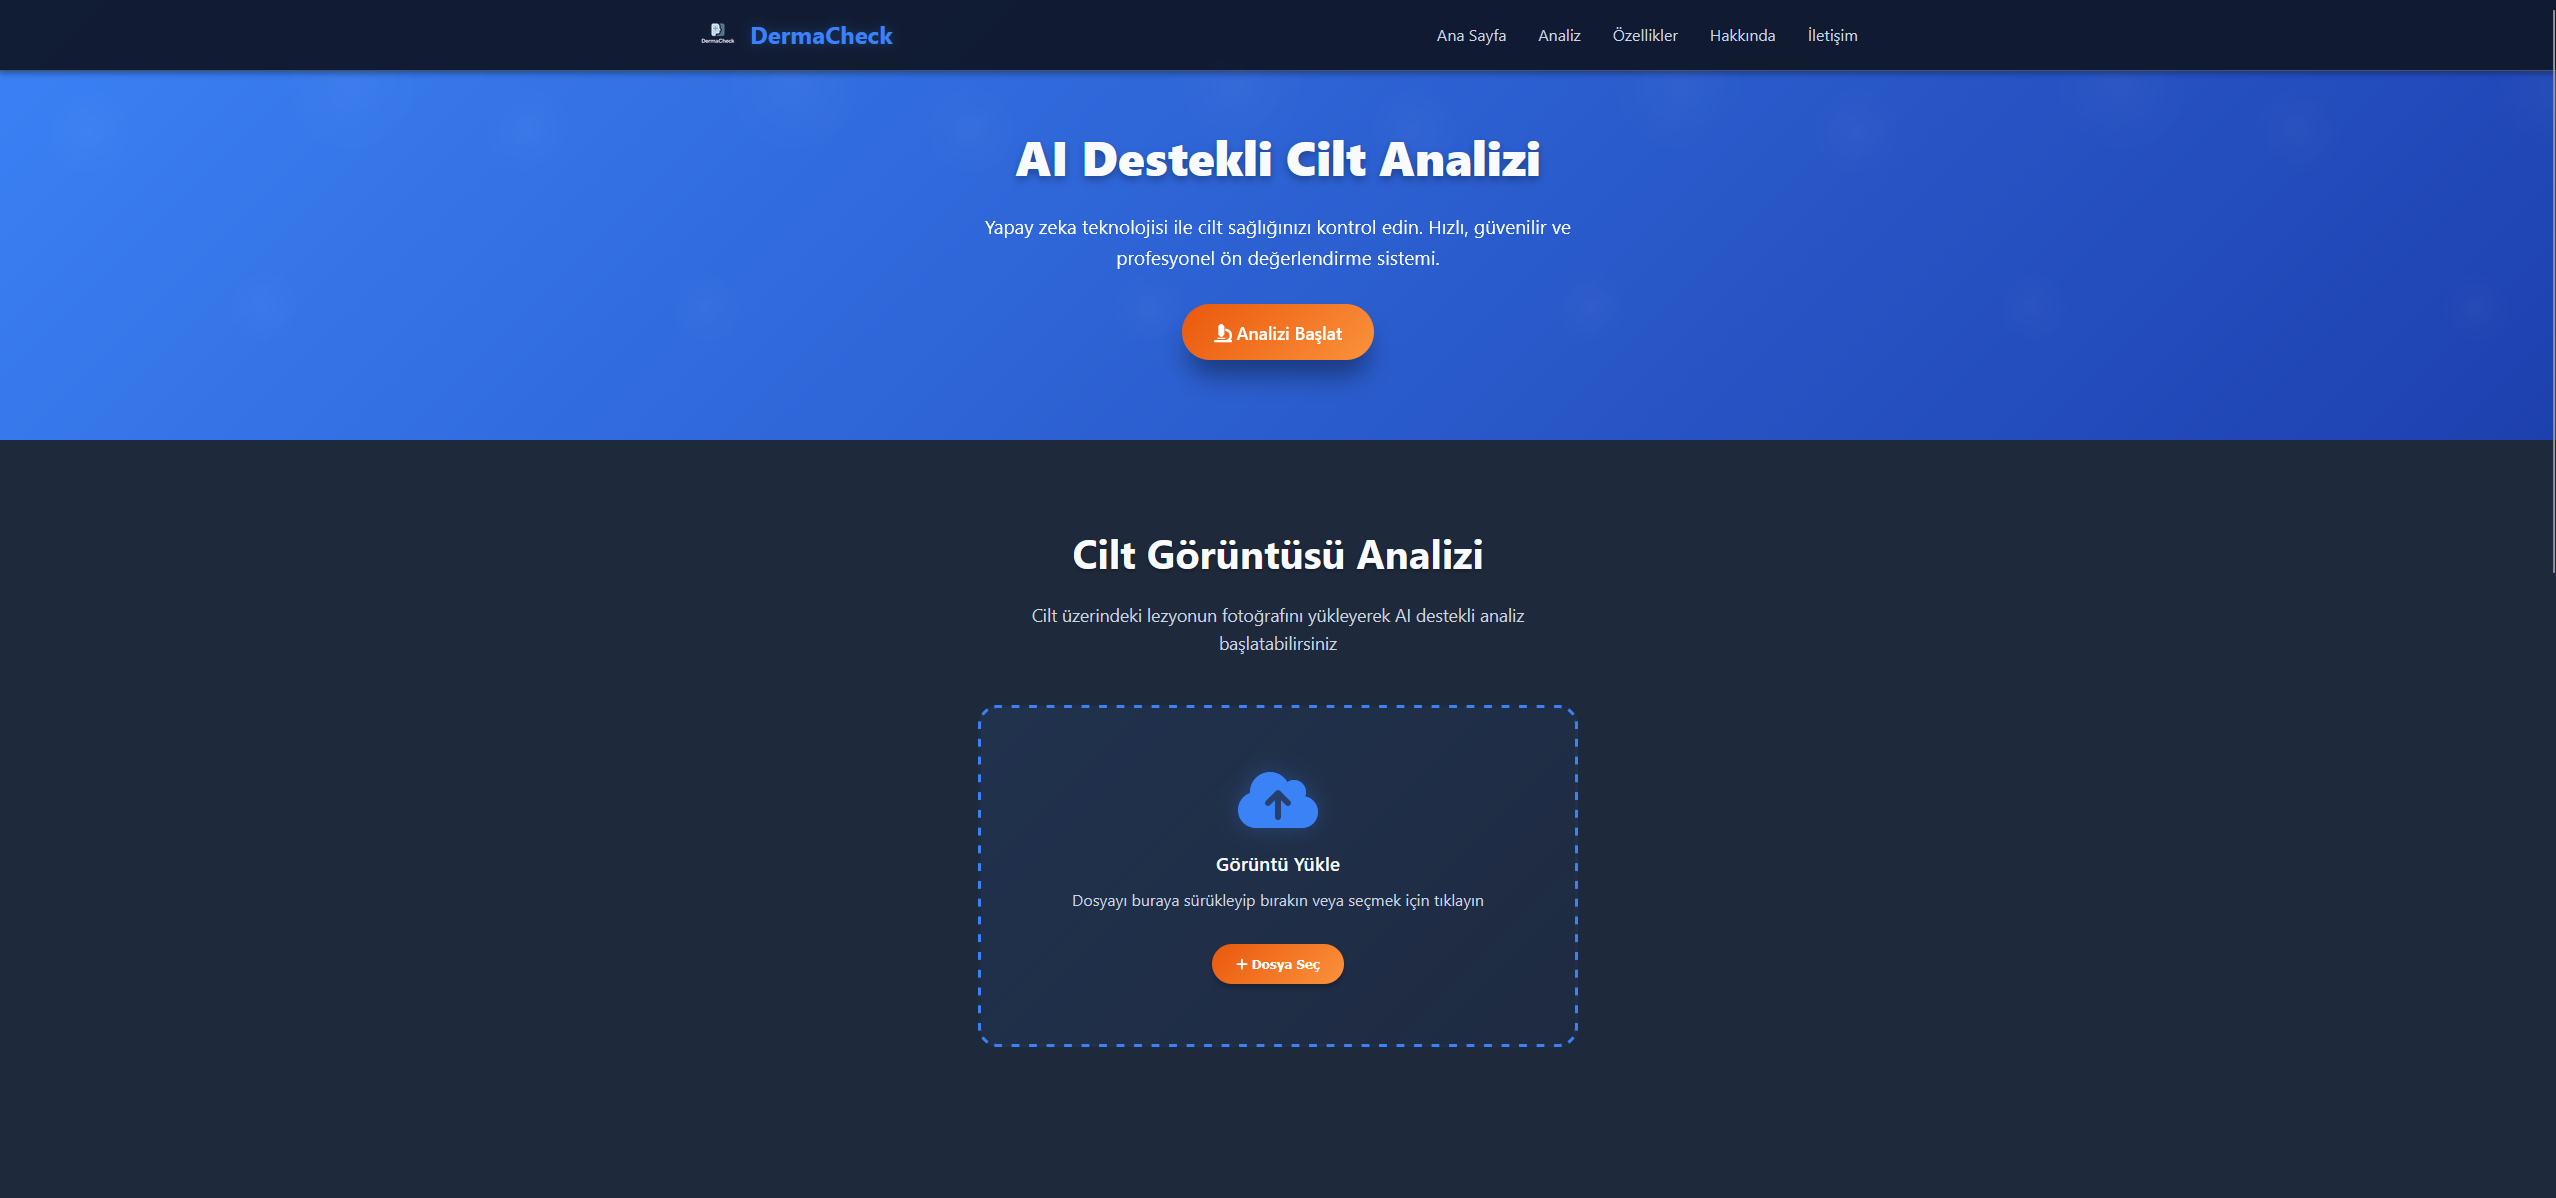 DermaCheck
DermaCheck
Ana Sayfa
Analiz
Özellikler
Hakkında
İletişim
AI Destekli Cilt Analizi
Yapay zeka teknolojisi ile cilt sağlığınızı kontrol edin. Hızlı, güvenilir ve
profesyonel ön değerlendirme sistemi.
Analizi Başlat
Cilt Görüntüsü Analizi
Cilt üzerindeki lezyonun fotoğrafını yükleyerek AI destekli analiz
başlatabilirsiniz
Görüntü Yükle
Dosyayı buraya sürükleyip bırakın veya seçmek için tıklayın
+ Dosya Seç